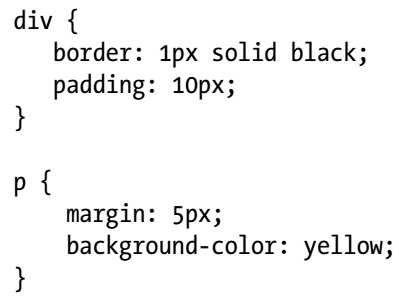 div {
border: 1px solid black;
padding: 10px;
}
p {
margin: 5px;
background-color: yellow;
}